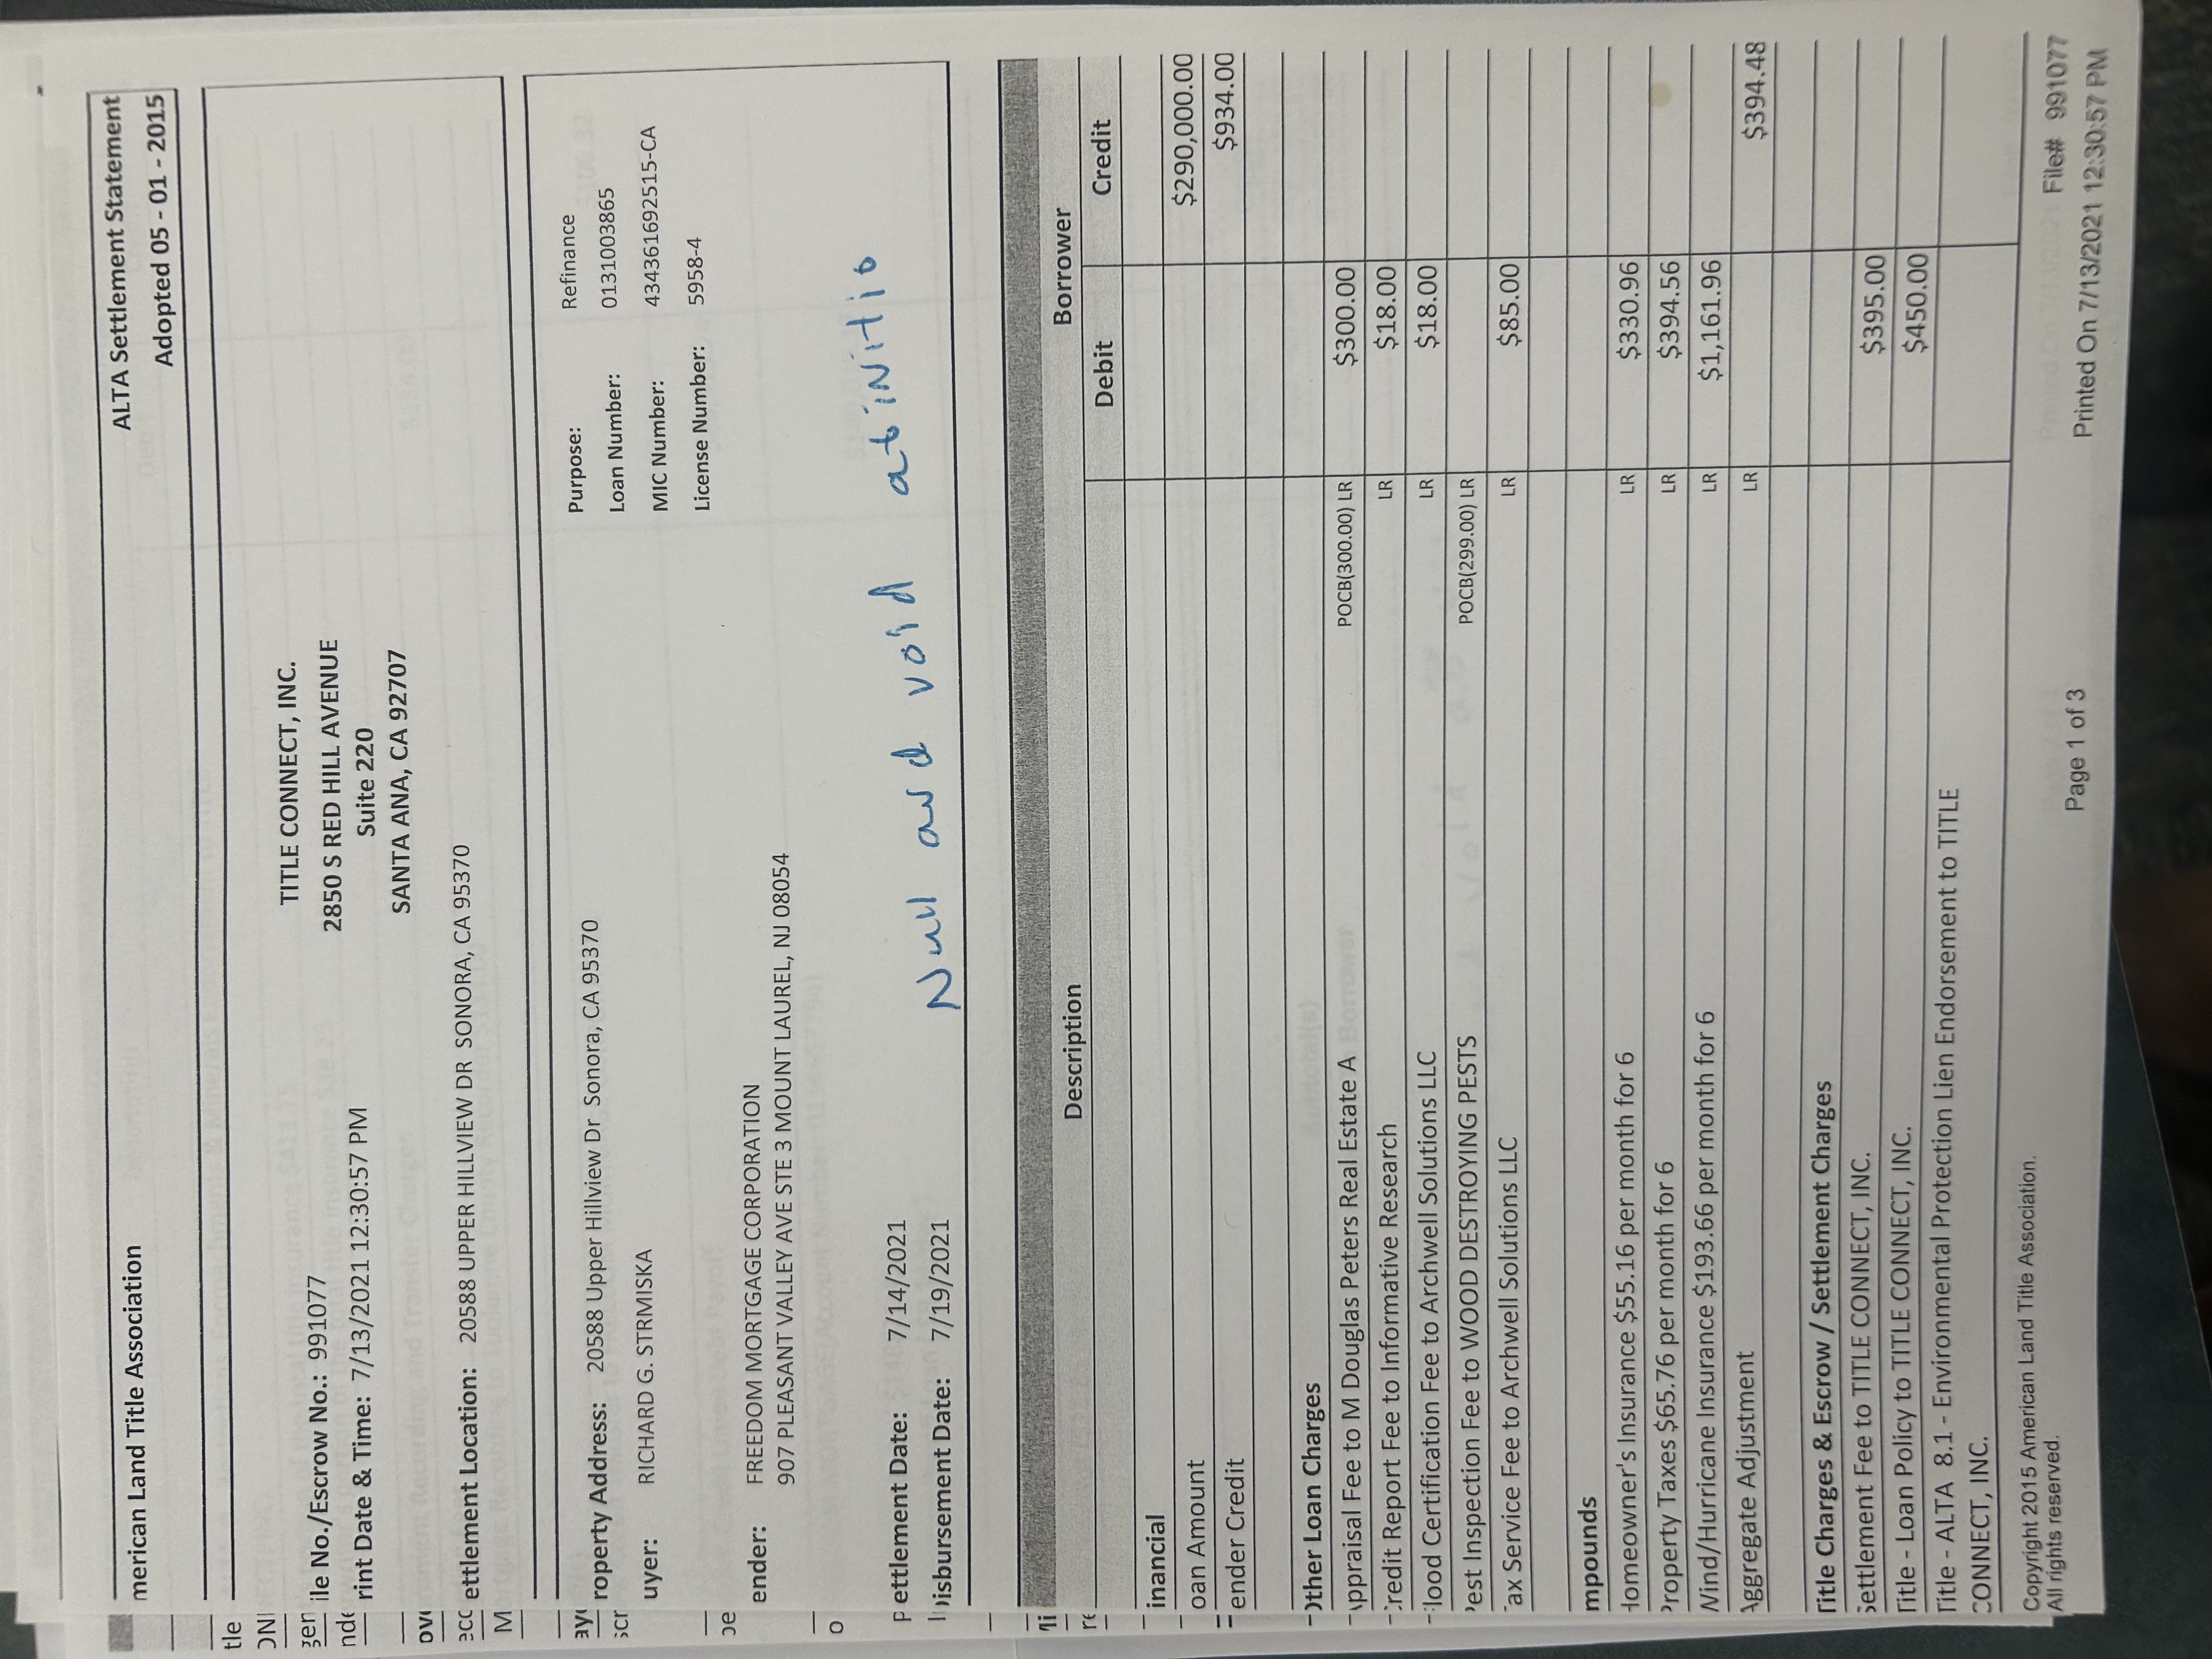 merican Land Title Association
ALTA Settlement Statement
Adopted 05 - 01 - 2015
ile No./Escrow No.: 991077
rint Date & Time: 7/13/2021 12:30:57 PM
TITLE CONNECT, INC.
2850 S RED HILL AVENUE
Suite 220
SANTA ANA, CA 92707
ettlement Location: 20588 UPPER HILLVIEW DR SONORA, CA 95370
roperty Address: 20588 Upper Hillview Dr Sonora, CA 95370
uyer: RICHARD G. STRMISKA
ender: FREEDOM MORTGAGE CORPORATION
907 PLEASANT VALLEY AVE STE 3 MOUNT LAUREL, NJ 08054
Purpose: Refinance
Loan Number: 0131003865
MIC Number: 434361692515-CA
License Number: 5958-4
ettlement Date: 7/14/2021
isbursement Date: 7/19/2021
Null and void abinitio
Description Borrower
Debit Credit
inancial
oan Amount $290,000.00
ender Credit $934.00
Other Loan Charges
Appraisal Fee to M Douglas Peters Real Estate A POCB(300.00) LR $300.00
Credit Report Fee to Informative Research LR $18.00
lood Certification Fee to Archwell Solutions LLC LR $18.00
Pest Inspection Fee to WOOD DESTROYING PESTS POCB(299.00) LR
Tax Service Fee to Archwell Solutions LLC LR $85.00
mpounds
Homeowner's Insurance $55.16 per month for 6 LR $330.96
Property Taxes $65.76 per month for 6 LR $394.56
Wind/Hurricane Insurance $193.66 per month for 6 LR $1,161.96
Aggregate Adjustment LR $394.48
Title Charges & Escrow / Settlement Charges
Settlement Fee to TITLE CONNECT, INC. $395.00
Title - Loan Policy to TITLE CONNECT, INC. $450.00
Title - ALTA 8.1 - Environmental Protection Lien Endorsement to TITLE
CONNECT, INC.
Copyright 2015 American Land Title Association.
All rights reserved.
Page 1 of 3
File# 991077
Printed On 7/13/2021 12:30:57 PM